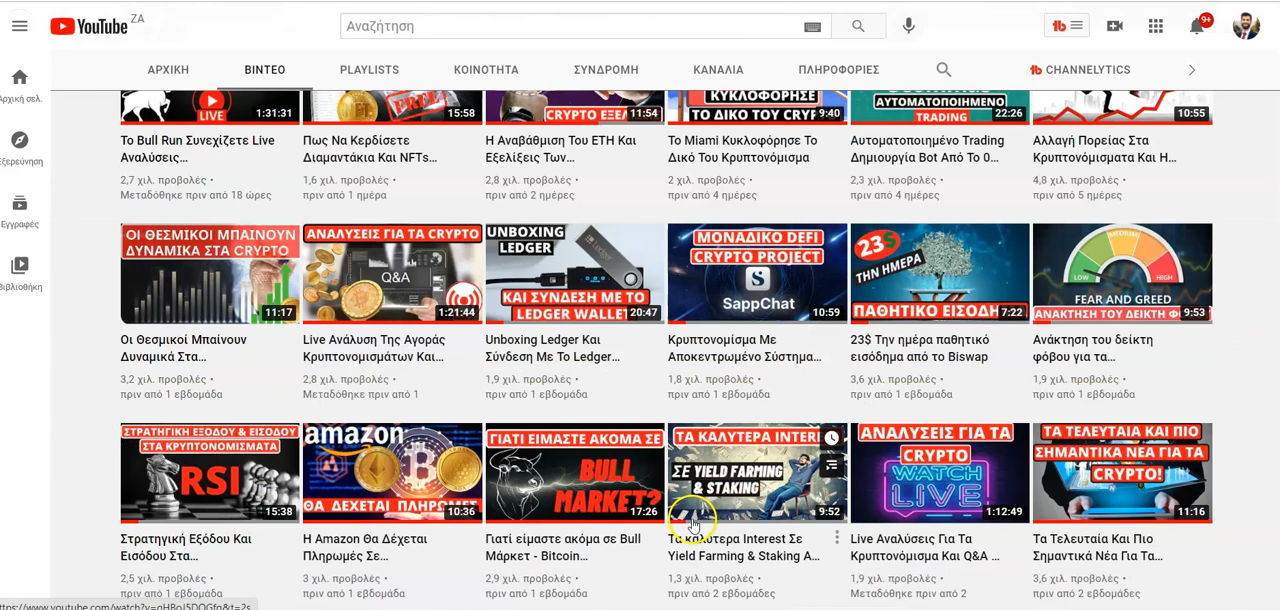 YouTube ZA
Αναζήτηση
9+
ΑΡΧΙΚΗ ΒΙΝΤΕΟ PLAYLISTS ΚΟΙΝΟΤΗΤΑ ΣΥΝΔΡΟΜΗ ΚΑΝΑΛΙΑ ΠΛΗΡΟΦΟΡΙΕΣ CHANNELYTICS
Αρχική σελ.
Εξερεύνηση
Εγγραφές
Βιβλιοθήκη
LIVE
1:31:31
FREE
15:58
11:54
ΚΥΚΛΟΦΟΡΗΣΕ
9:40
ΑΥΤΟΜΑΤΟΠΟΙΗΜΕΝΟ
TRADING
22:26
10:55
Το Bull Run Συνεχίζετε Live
Αναλύσεις...
2,7 χιλ. προβολές •
Μεταδόθηκε πριν από 18 ώρες
Πως Να Κερδίσετε
Διαμαντάκια Και NFTs...
1,6 χιλ. προβολές •
πριν από 1 ημέρα
Η Αναβάθμιση Του ETH Και
Εξελίξεις Των...
2,8 χιλ. προβολές •
πριν από 2 ημέρες
Το Miami Κυκλοφόρησε Το
Δικό Του Κρυπτονόμισμα
2 χιλ. προβολές •
πριν από 4 ημέρες
Αυτοματοποιημένο Trading
Δημιουργία Bot Από Το 0...
2,3 χιλ. προβολές •
πριν από 4 ημέρες
Αλλαγή Πορείας Στα
Κρυπτονόμισματα Και Η...
4,8 χιλ. προβολές •
πριν από 5 ημέρες
ΟΙ ΘΕΣΜΙΚΟΙ ΜΠΑΙΝΟΥΝ
ΔΥΝΑΜΙΚΑ ΣΤΑ CRYPTO
11:17
ΑΝΑΛΥΣΕΙΣ ΓΙΑ ΤΑ CRYPTO
Q&A
1:21:44
UNBOXING
LEDGER
ΚΑΙ ΣΥΝΔΕΣΗ ΜΕ ΤΟ
LEDGER WALLET
20:47
ΜΟΝΑΔΙΚΟ DEFI
CRYPTO PROJECT
SappChat
10:59
23$
ΤΗΝ ΗΜΕΡΑ
7:22
LOW MEDIUM HIGH
FEAR AND GREED
9:53
Οι Θεσμικοί Μπαίνουν
Δυναμικά Στα...
3,2 χιλ. προβολές •
πριν από 1 εβδομάδα
Live Ανάλυση Της Αγοράς
Κρυπτονομισμάτων Και...
2,8 χιλ. προβολές •
Μεταδόθηκε πριν από 1
Unboxing Ledger Και
Σύνδεση Με Το Ledger...
1,9 χιλ. προβολές •
πριν από 1 εβδομάδα
Κρυπτονομίσμα Με
Αποκεντρωμένο Σύστημα...
1,8 χιλ. προβολές •
πριν από 1 εβδομάδα
23$ Την ημέρα παθητικό
εισόδημα από το Biswap
3,6 χιλ. προβολές •
πριν από 1 εβδομάδα
Ανάκτηση του δείκτη
φόβου για τα...
1,9 χιλ. προβολές •
πριν από 1 εβδομάδα
ΣΤΡΑΤΗΓΙΚΗ ΕΞΟΔΟΥ & ΕΙΣΟΔΟΥ
ΣΤΑ ΚΡΥΠΤΟΝΟΜΙΣΜΑΤΑ
RSI
15:38
amazon
ΘΑ ΔΕΧΕΤΑΙ
10:36
ΓΙΑΤΙ ΕΙΜΑΣΤΕ ΑΚΟΜΑ ΣΕ
BULL
MARKET?
17:26
ΤΑ ΚΑΛΥΤΕΡΑ
ΣΕ YIELD FARMING
& STAKING
9:52
ΑΝΑΛΥΣΕΙΣ ΓΙΑ ΤΑ
CRYPTO
WATCH
LIVE
1:12:49
ΤΑ ΤΕΛΕΥΤΑΙΑ ΚΑΙ ΠΙΟ
ΣΗΜΑΝΤΙΚΑ ΝΕΑ ΓΙΑ ΤΑ
CRYPTO!
11:16
Στρατηγική Εξόδου Και
Εισόδου Στα...
2,5 χιλ. προβολές •
πριν από 1 εβδομάδα
Η Amazon Θα Δέχεται
Πληρωμές Σε...
3 χιλ. προβολές •
πριν από 1 εβδομάδα
Γιατί είμαστε ακόμα σε Bull
Μάρκετ - Bitcoin...
2,9 χιλ. προβολές •
πριν από 1 εβδομάδα
Τα καλύτερα Interest Σε
Yield Farming & Staking Α...
1,3 χιλ. προβολές •
πριν από 2 εβδομάδες
Live Αναλύσεις Για Τα
Κρυπτονόμισμα Και Q&A ...
1,9 χιλ. προβολές •
Μεταδόθηκε πριν από 2
Τα Τελευταία Και Πιο
Σημαντικά Νέα Για Τα...
3,6 χιλ. προβολές •
πριν από 2 εβδομάδες